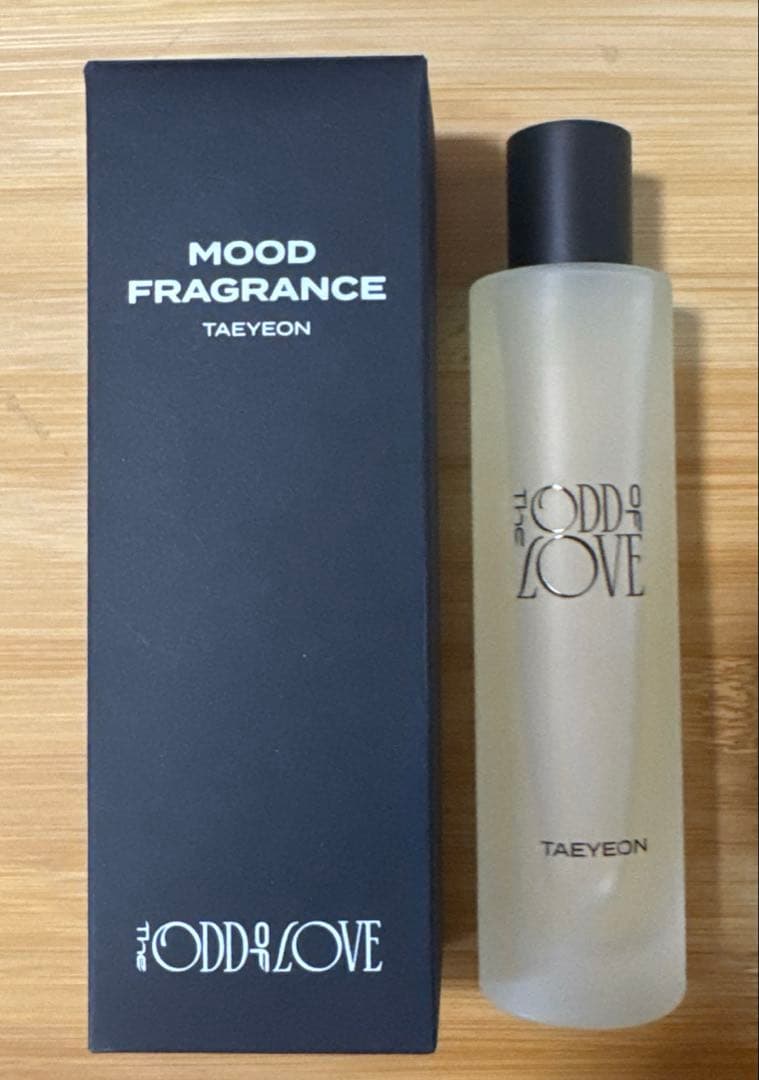 MOOD
FRAGRANCE
TAEYEON
The ODD OF LOVE
The ODD OF
LOVE
TAEYEON